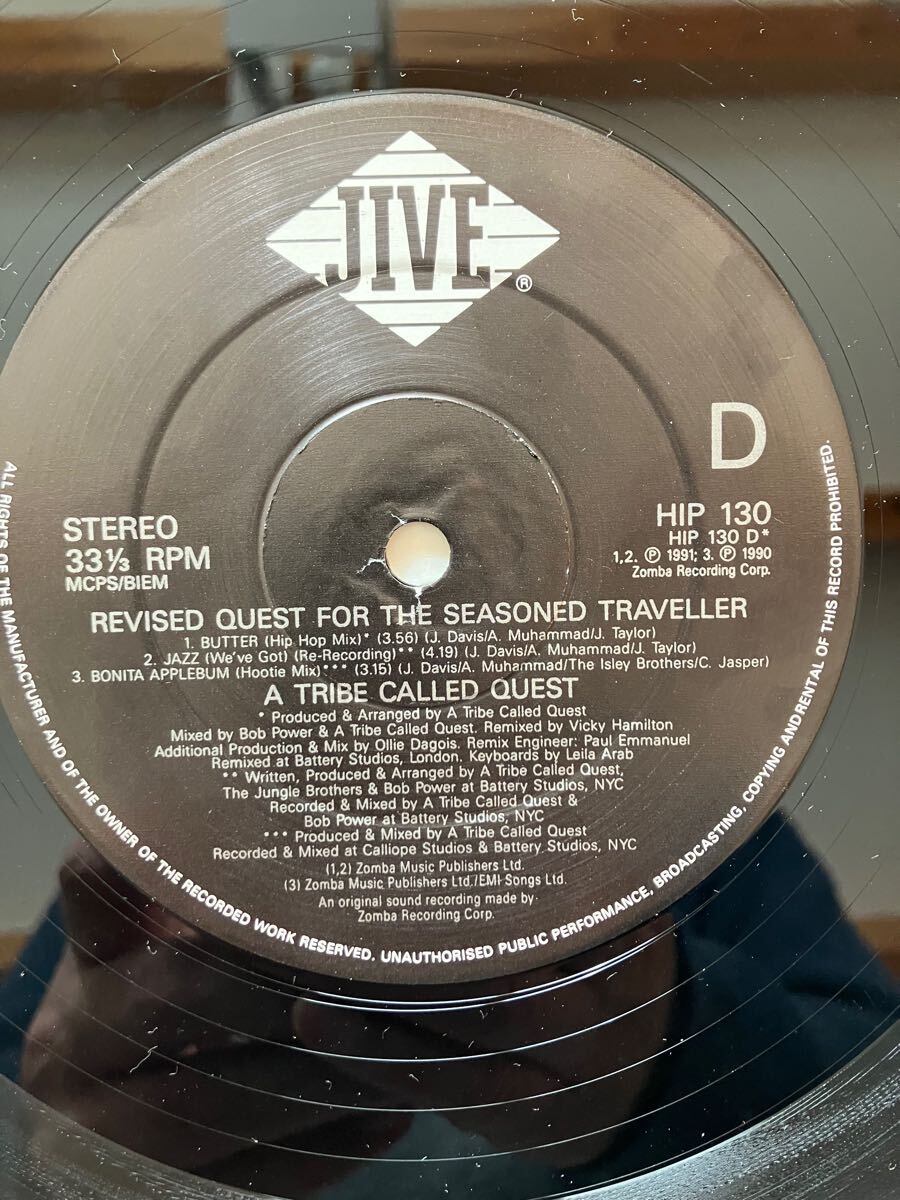 JIVE
®
D
STEREO
33 ⅓ RPM
MCPS/BIEM
HIP 130
HIP 130 D*
1,2. ℗ 1991; 3. ℗ 1990
Zomba Recording Corp.
REVISED QUEST FOR THE SEASONED TRAVELLER
1. BUTTER (Hip Hop Mix)* (3.56) (J. Davis/A. Muhammad/J. Taylor)
2. JAZZ (We've Got) (Re-Recording)** (4.19) (J. Davis/A. Muhammad/J. Taylor)
3. BONITA APPLEBUM (Hootie Mix)*** (3.15) (J. Davis/A. Muhammad/The Isley Brothers/C. Jasper)
A TRIBE CALLED QUEST
* Produced & Arranged by A Tribe Called Quest
Mixed by Bob Power & A Tribe Called Quest. Remixed by Vicky Hamilton
Additional Production & Mix by Ollie Dagois. Remix Engineer: Paul Emmanuel
Remixed at Battery Studios, London. Keyboards by Leila Arab
** Written, Produced & Arranged by A Tribe Called Quest,
The Jungle Brothers & Bob Power at Battery Studios, NYC
Recorded & Mixed by A Tribe Called Quest &
Bob Power at Battery Studios, NYC
*** Produced & Mixed by A Tribe Called Quest
Recorded & Mixed at Calliope Studios & Battery Studios, NYC
(1,2) Zomba Music Publishers Ltd.
(3) Zomba Music Publishers Ltd./EMI Songs Ltd.
An original sound recording made by
Zomba Recording Corp.
ALL RIGHTS OF THE MANUFACTURER AND OF THE OWNER OF THE RECORDED WORK RESERVED. UNAUTHORISED PUBLIC PERFORMANCE, BROADCASTING, COPYING AND RENTAL OF THIS RECORD PROHIBITED.